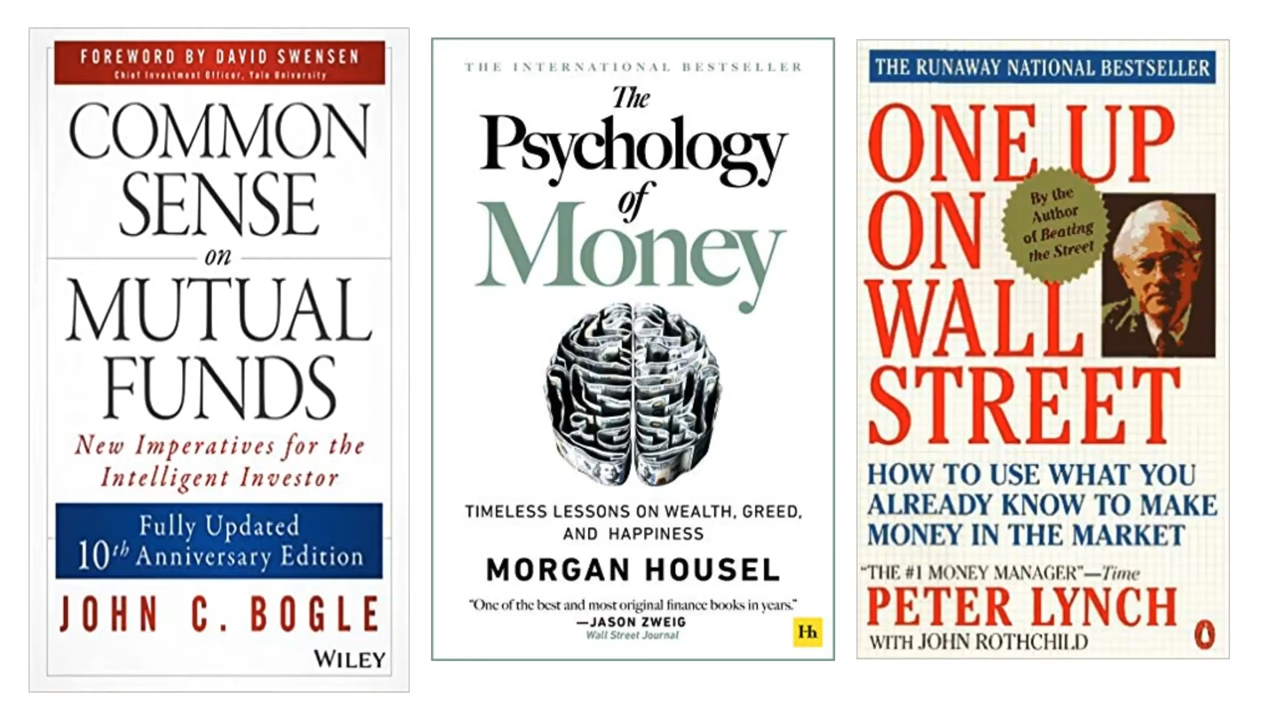 FOREWORD BY DAVID SWENSEN
Chief Investment Officer, Yale University
COMMON
SENSE
on
MUTUAL
FUNDS
New Imperatives for the
Intelligent Investor
Fully Updated
10th Anniversary Edition
JOHN C. BOGLE
WILEY
THE INTERNATIONAL BESTSELLER
The
Psychology
of
Money
TIMELESS LESSONS ON WEALTH, GREED,
AND HAPPINESS
MORGAN HOUSEL
"One of the best and most original finance books in years."
—JASON ZWEIG
Wall Street Journal
Hh
THE RUNAWAY NATIONAL BESTSELLER
ONE UP
ON
WALL
STREET
By the
Author
of Beating
the Street
HOW TO USE WHAT YOU
ALREADY KNOW TO MAKE
MONEY IN THE MARKET
"THE #1 MONEY MANAGER"—Time
PETER LYNCH
WITH JOHN ROTHCHILD